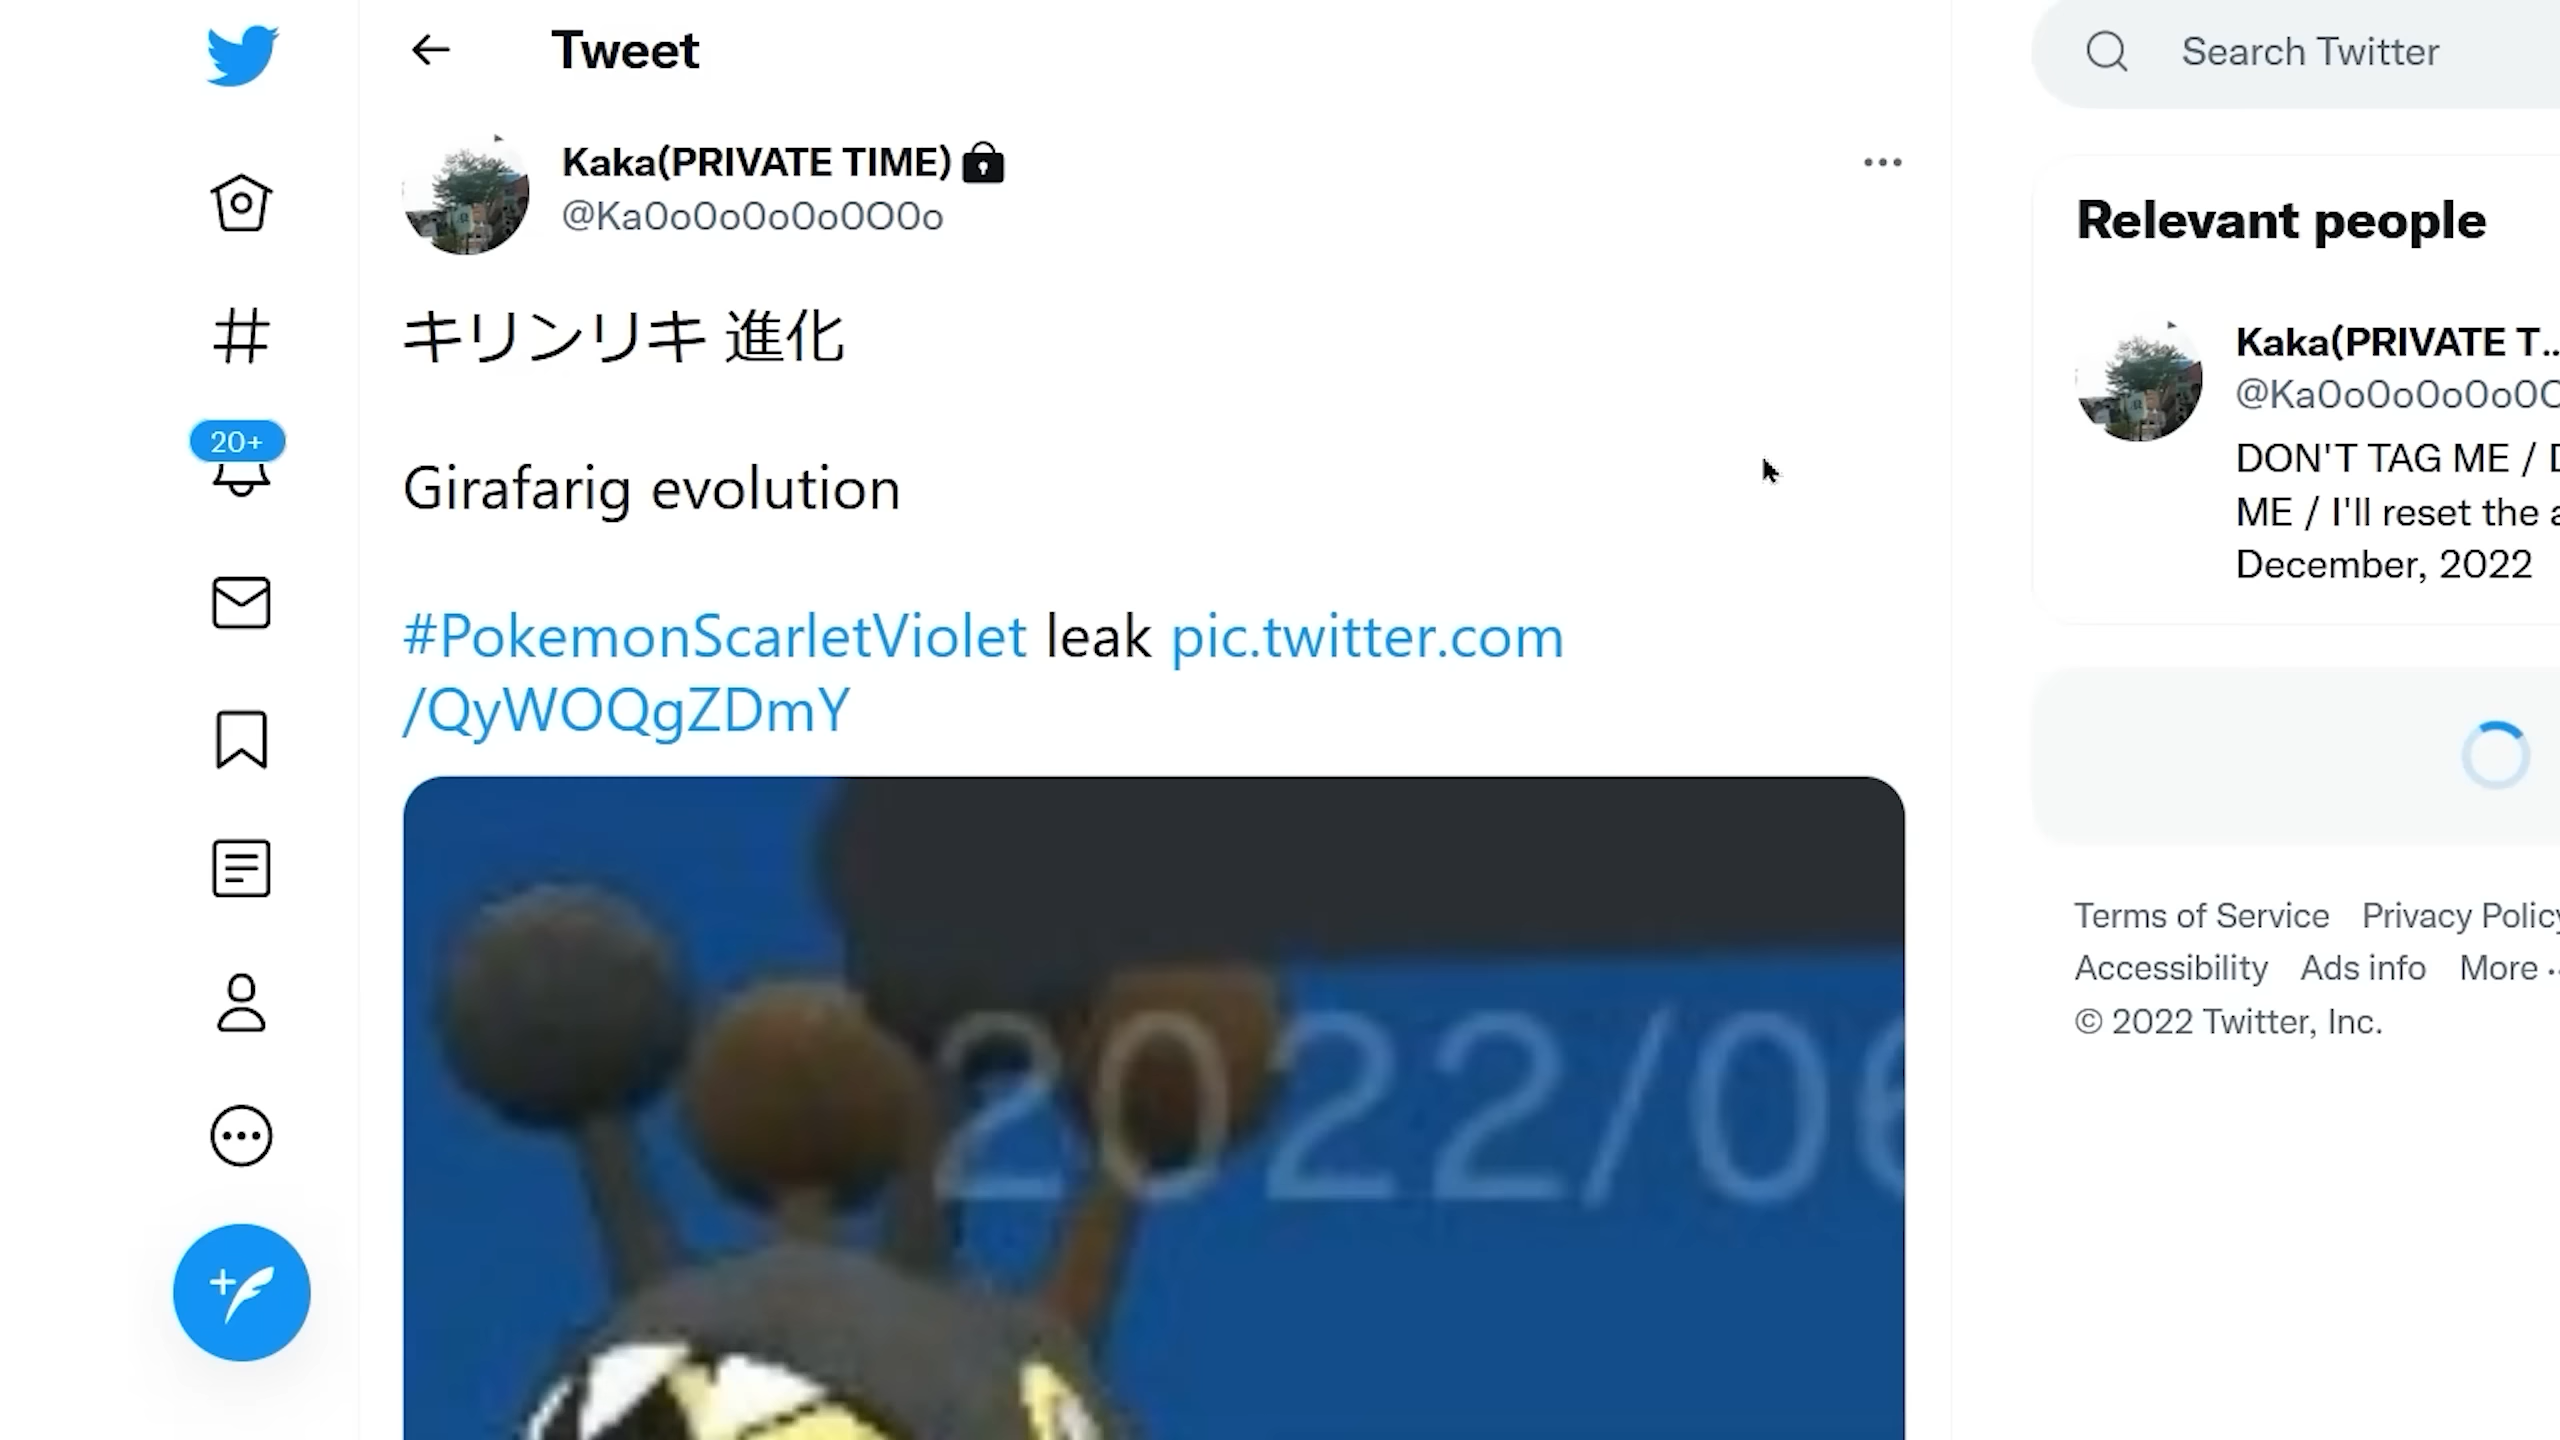 Tweet
Search Twitter
Kaka(PRIVATE TIME)
@Ka0o0o0o0o0O0o
キリンリキ 進化
Girafarig evolution
#PokemonScarletViolet leak pic.twitter.com
/QyWOQgZDmY
2022/06
20+
Relevant people
Kaka(PRIVATE T…
@Ka0o0o0o0o0
DON'T TAG ME /
ME / I'll reset the
December, 2022
Terms of Service Privacy Policy
Accessibility Ads info More
© 2022 Twitter, Inc.